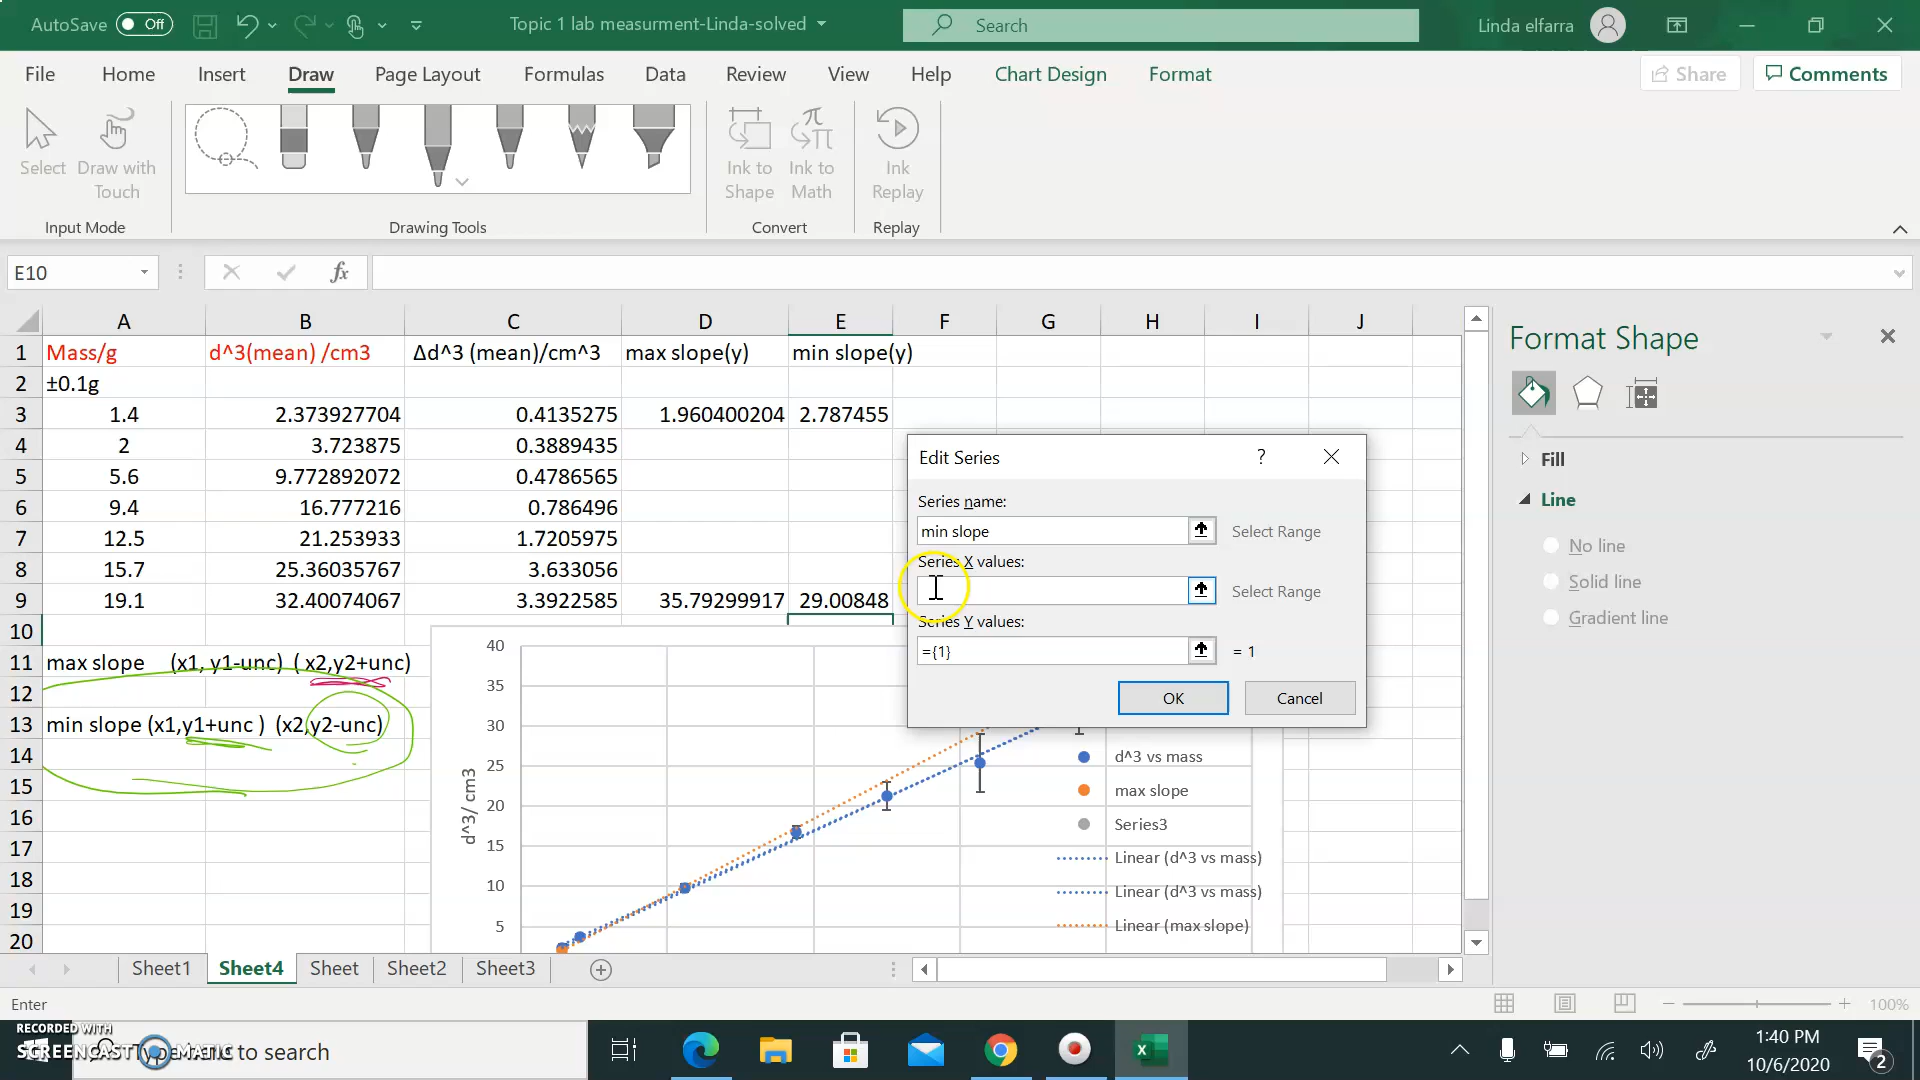 AutoSave Off
Topic 1 lab measurment-Linda-solved
Search
Linda elfarra
File Home Insert Draw Page Layout Formulas Data Review View Help Chart Design Format
Share Comments
Select
Draw with Touch
Input Mode
Drawing Tools
Ink to Shape
Ink to Math
Convert
Ink Replay
Replay
E10
fx
A B C D E F G H I J
1 Mass/g d^3(mean) /cm3 Δd^3 (mean)/cm^3 max slope(y) min slope(y)
2 ±0.1g
3 1.4 2.373927704 0.4135275 1.960400204 2.787455
4 2 3.723875 0.3889435
5 5.6 9.772892072 0.4786565
6 9.4 16.777216 0.786496
7 12.5 21.253933 1.7205975
8 15.7 25.36035767 3.633056
9 19.1 32.40074067 3.3922585 35.79299917 29.00848
10
11 max slope (x1, y1-unc) ( x2,y2+unc)
12
13 min slope (x1,y1+unc ) (x2,y2-unc)
14
15
16
17
18
19
20
40
35
30
25
20
15
10
5
d^3/ cm3
d^3 vs mass
max slope
Series3
Linear (d^3 vs mass)
Linear (d^3 vs mass)
Linear (max slope)
Edit Series
?
Series name:
min slope
Select Range
Series X values:
Select Range
Series Y values:
={1}
= 1
OK
Cancel
Format Shape
Fill
Line
No line
Solid line
Gradient line
Sheet1 Sheet4 Sheet Sheet2 Sheet3
Enter
100%
RECORDED WITH
SCREENCAST MATIC
Type here to search
1:40 PM
10/6/2020
2